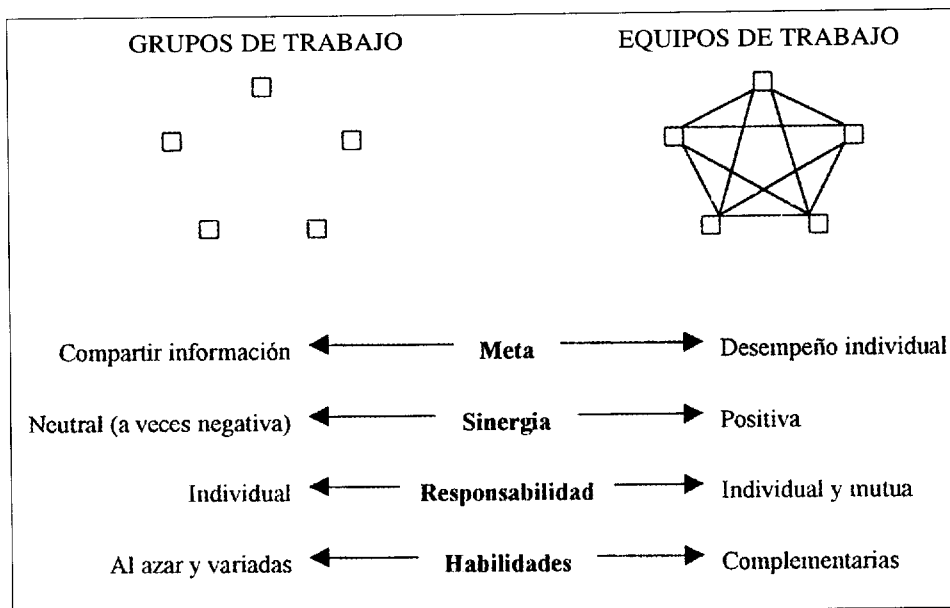 GRUPOS DE TRABAJO EQUIPOS DE TRABAJO
Compartir información Meta Desempeño individual
Neutral (a veces negativa) Sinergia Positiva
Individual Responsabilidad Individual y mutua
Al azar y variadas Habilidades Complementarias